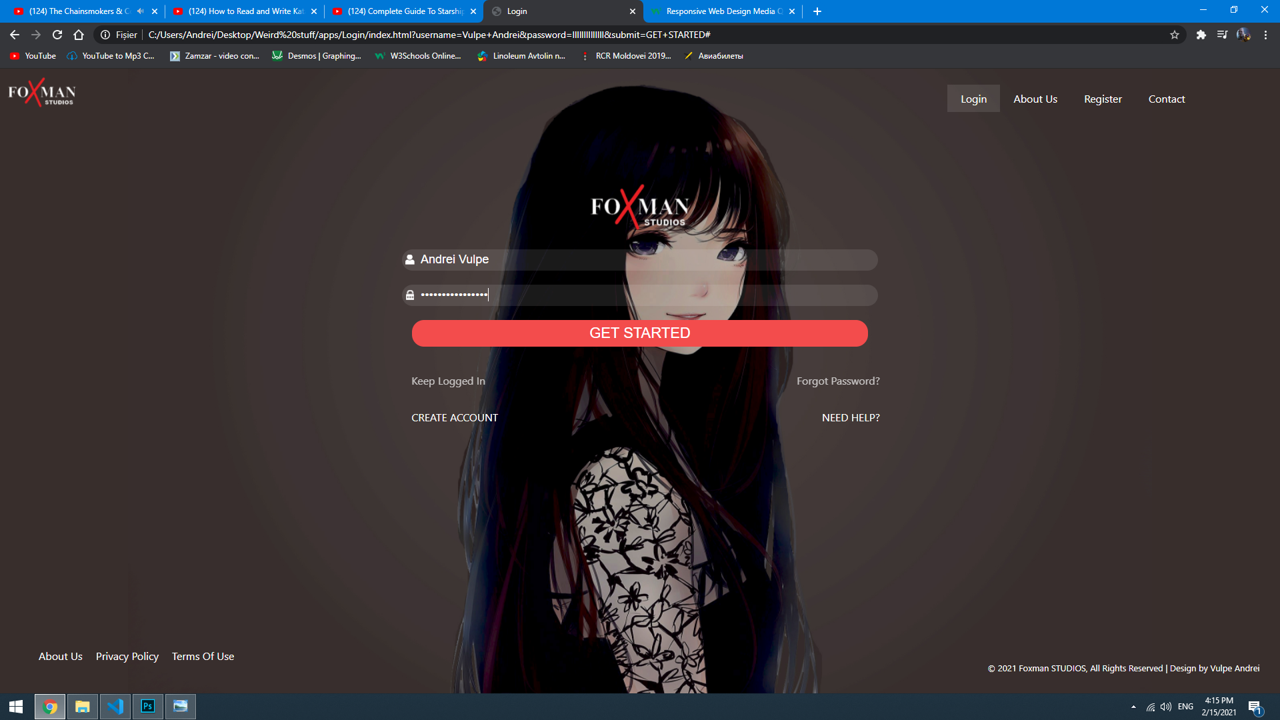 (124) The Chainsmokers & C
(124) How to Read and Write Kat
(124) Complete Guide To Starship
Login
Responsive Web Design Media Q
Fișier
C:/Users/Andrei/Desktop/Weird%20stuff/apps/Login/index.html?username=Vulpe+Andrei&password=llllllllllllll&submit=GET+STARTED#
YouTube
YouTube to Mp3 C...
Zamzar - video con...
Desmos | Graphing...
W3Schools Online...
Linoleum Avtolin n...
RCR Moldovei 2019...
Авиабилеты
FOXMAN
STUDIOS
Login
About Us
Register
Contact
FOXMAN
STUDIOS
Andrei Vulpe
••••••••••••••••
GET STARTED
Keep Logged In
Forgot Password?
CREATE ACCOUNT
NEED HELP?
About Us
Privacy Policy
Terms Of Use
© 2021 Foxman STUDIOS, All Rights Reserved | Design by Vulpe Andrei
Ps
ENG
4:15 PM
2/15/2021
1